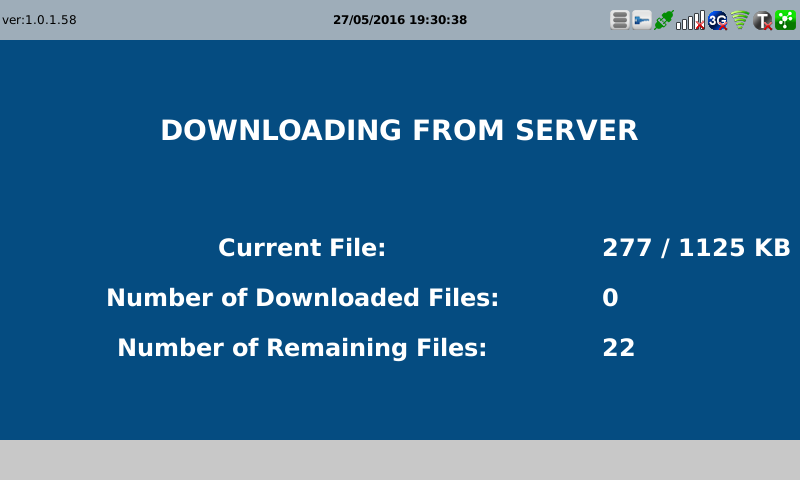 ver:1.0.1.58 27/05/2016 19:30:38 3G T
DOWNLOADING FROM SERVER
Current File: 277 / 1125 KB
Number of Downloaded Files: 0
Number of Remaining Files: 22